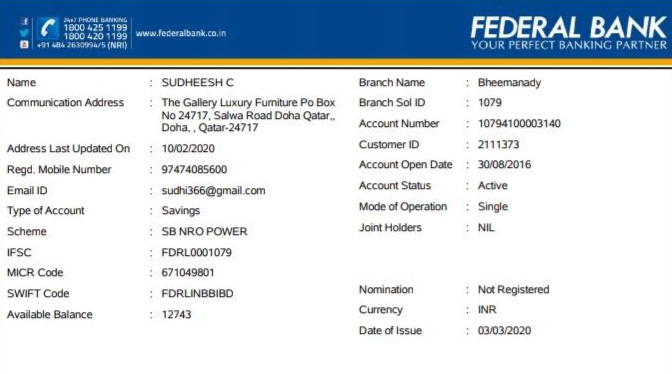 24x7 PHONE BANKING
1800 425 1199
1800 420 1199
+91 484 2630994/5 (NRI)
www.federalbank.co.in
FEDERAL BANK
YOUR PERFECT BANKING PARTNER
Name : SUDHEESH C
Communication Address : The Gallery Luxury Furniture Po Box
No 24717, Salwa Road Doha Qatar,,
Doha, , Qatar-24717
Address Last Updated On : 10/02/2020
Regd. Mobile Number : 97474085600
Email ID : sudhi366@gmail.com
Type of Account : Savings
Scheme : SB NRO POWER
IFSC : FDRL0001079
MICR Code : 671049801
SWIFT Code : FDRLINBBIBD
Available Balance : 12743
Branch Name : Bheemanady
Branch Sol ID : 1079
Account Number : 10794100003140
Customer ID : 2111373
Account Open Date : 30/08/2016
Account Status : Active
Mode of Operation : Single
Joint Holders : NIL
Nomination : Not Registered
Currency : INR
Date of Issue : 03/03/2020